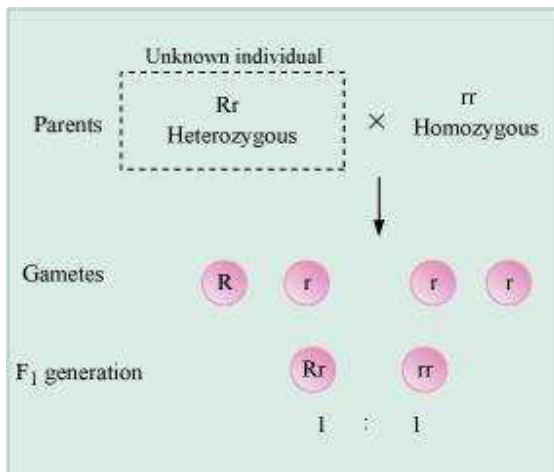 Unknown individual
Parents Rr × rr
Heterozygous Homozygous
Gametes R r r r
F₁ generation Rr rr
1 : 1